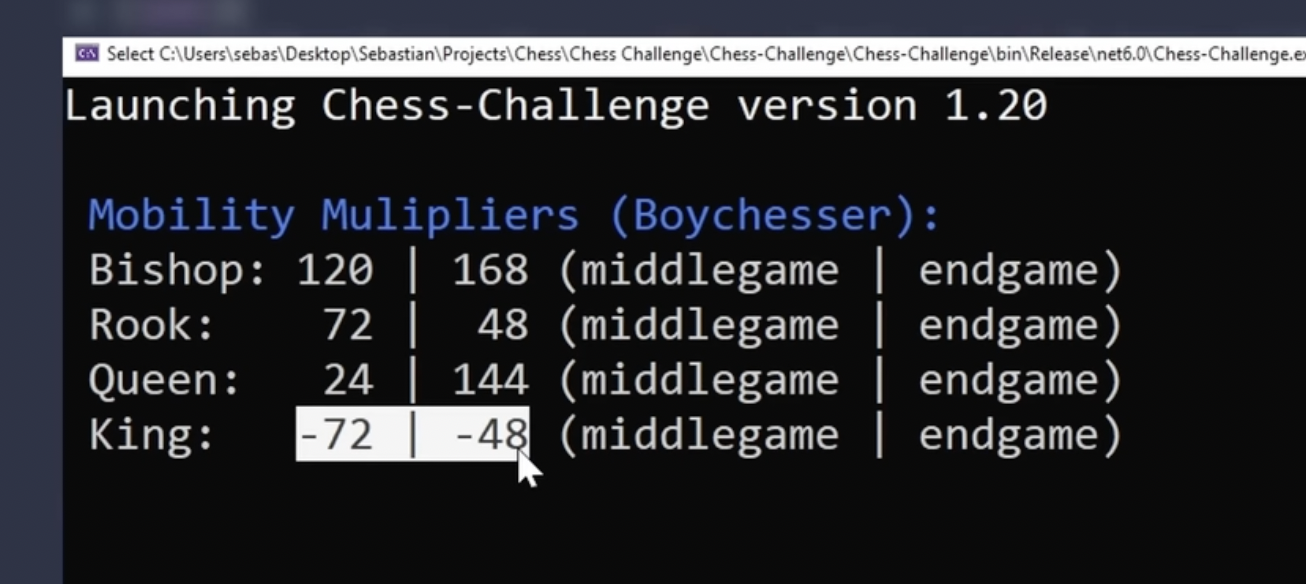 Select C:\Users\sebas\Desktop\Sebastian\Projects\Chess\Chess Challenge\Chess-Challenge\Chess-Challenge\bin\Release\net6.0\Chess-Challenge.ex
Launching Chess-Challenge version 1.20
Mobility Mulipliers (Boychesser):
Bishop: 120 | 168 (middlegame | endgame)
Rook: 72 | 48 (middlegame | endgame)
Queen: 24 | 144 (middlegame | endgame)
King: -72 | -48 (middlegame | endgame)